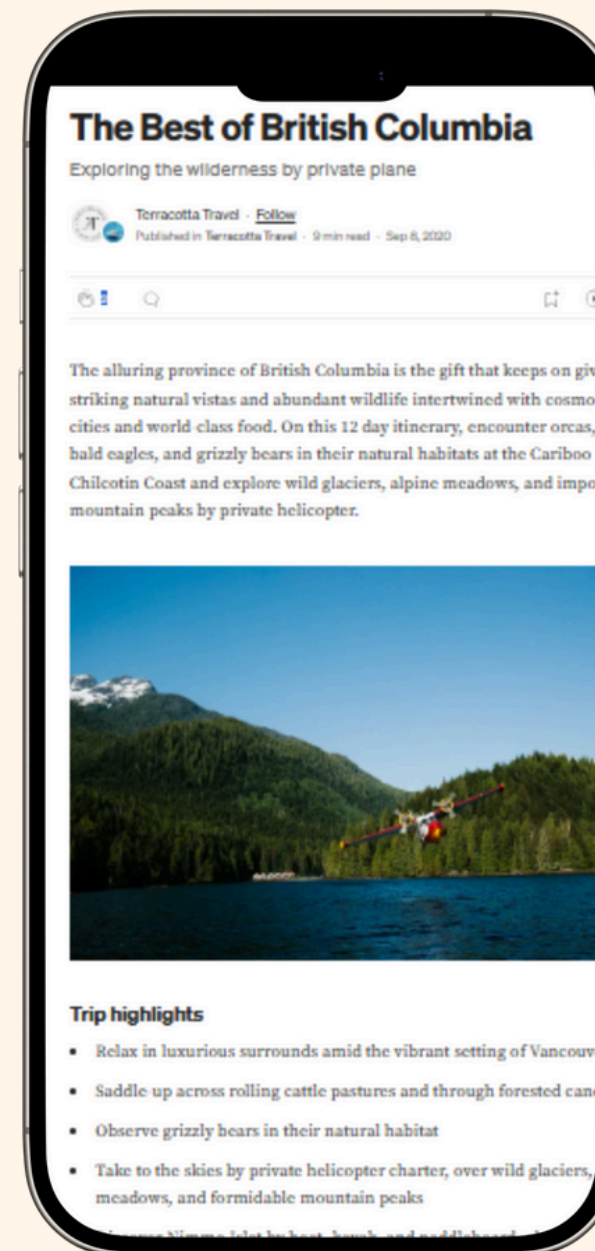 The Best of British Columbia
Exploring the wilderness by private plane
Terracotta Travel · Follow
Published in Terracotta Travel · 9 min read · Sep 8, 2020
The alluring province of British Columbia is the gift that keeps on giv
striking natural vistas and abundant wildlife intertwined with cosmo
cities and world-class food. On this 12 day itinerary, encounter orcas,
bald eagles, and grizzly bears in their natural habitats at the Cariboo
Chilcotin Coast and explore wild glaciers, alpine meadows, and impo
mountain peaks by private helicopter.
Trip highlights
• Relax in luxurious surrounds amid the vibrant setting of Vancouv
• Saddle-up across rolling cattle pastures and through forested can
• Observe grizzly bears in their natural habitat
• Take to the skies by private helicopter charter, over wild glaciers,
meadows, and formidable mountain peaks